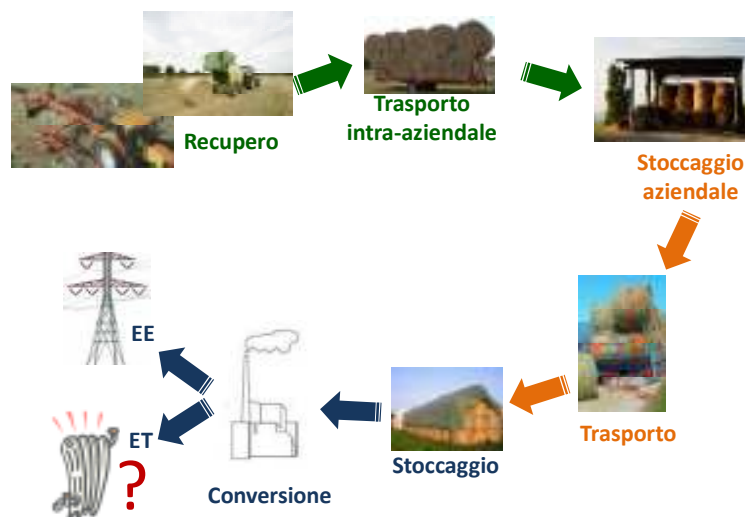 Recupero
Trasporto
intra-aziendale
Stoccaggio
aziendale
Trasporto
Stoccaggio
Conversione
EE
ET
?